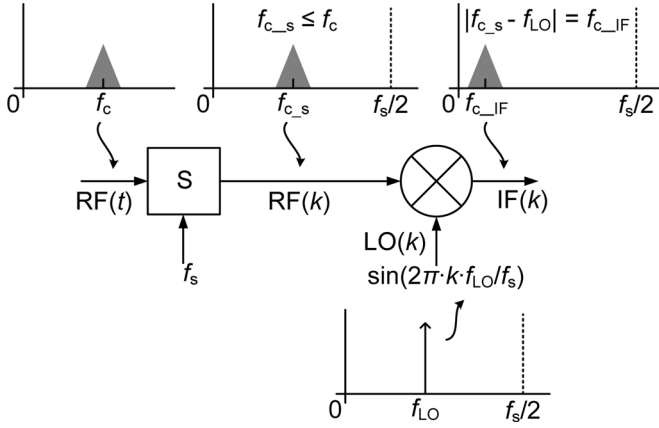 f_c_s ≤ f_c
|f_c_s - f_LO| = f_c_IF
0 f_c
0 f_c_s f_s/2
0 f_c_IF f_s/2
S
RF(t)
RF(k)
IF(k)
f_s
LO(k)
sin(2π·k·f_LO/f_s)
0 f_LO f_s/2